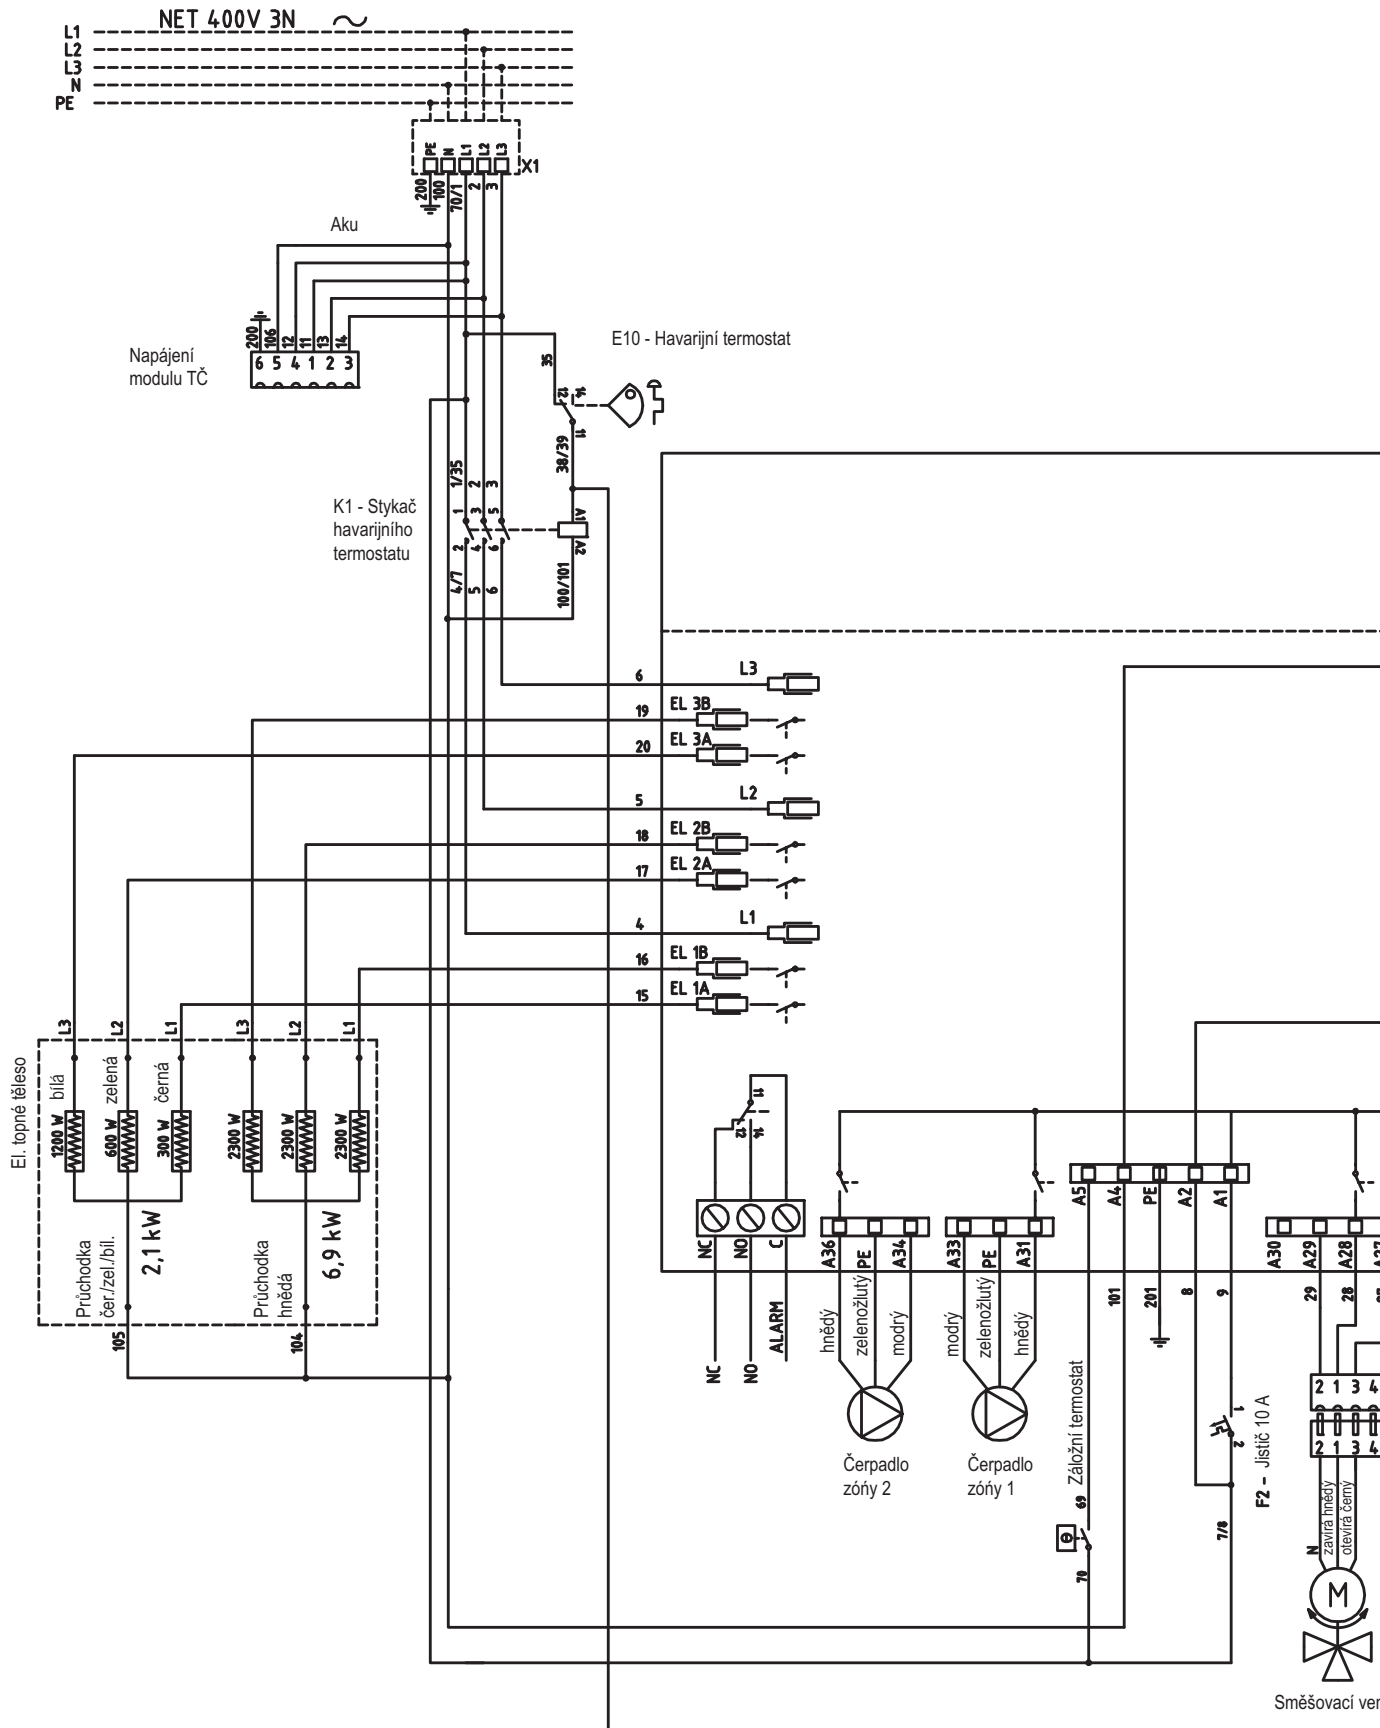 NET 400V 3N
L1
L2
L3
N
PE
PE N L1 L2 L3
X1
200 100 70/1 2 3
Aku
200 106 12 11 13 14
6 5 4 1 2 3
Napájení
modulu TČ
E10 - Havarijní termostat
35
12 14
11
38/39
1/35 2 3
K1 - Stykač
havarijního
termostatu
1 3 5
2 4 6
A1
A2
4/7 5 6
100/101
6 L3
19 EL 3B
20 EL 3A
5 L2
18 EL 2B
17 EL 2A
4 L1
16 EL 1B
15 EL 1A
L3 L2 L1 L3 L2 L1
El. topné těleso
bílá zelená černá
1200 W 600 W 300 W 2300 W 2300 W 2300 W
2,1 kW
6,9 kW
Průchodka
čer./zel./bíl.
Průchodka
hnědá
105
104
11
12 14
NC NO C
NC NO ALARM
A36 PE A34
A33 PE A31
A5 A4 PE A2 A1
A30 A29 A28 A27
hnědý zelenožlutý modrý
modrý zelenožlutý hnědý
101 201 8 9
29 28
Čerpadlo
zóny 2
Čerpadlo
zóny 1
Záložní termostat
69
70
1
2
F2 - Jistič 10 A
7/8
2 1 3 4
2 1 3 4
N
zavírá hnědý
otevírá černý
M
Směšovací ven